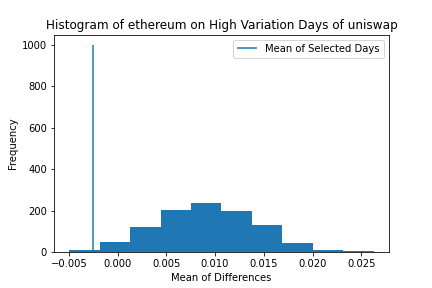 Histogram of ethereum on High Variation Days of uniswap
Mean of Selected Days
1000
800
600
400
200
0
Frequency
−0.005 0.000 0.005 0.010 0.015 0.020 0.025
Mean of Differences